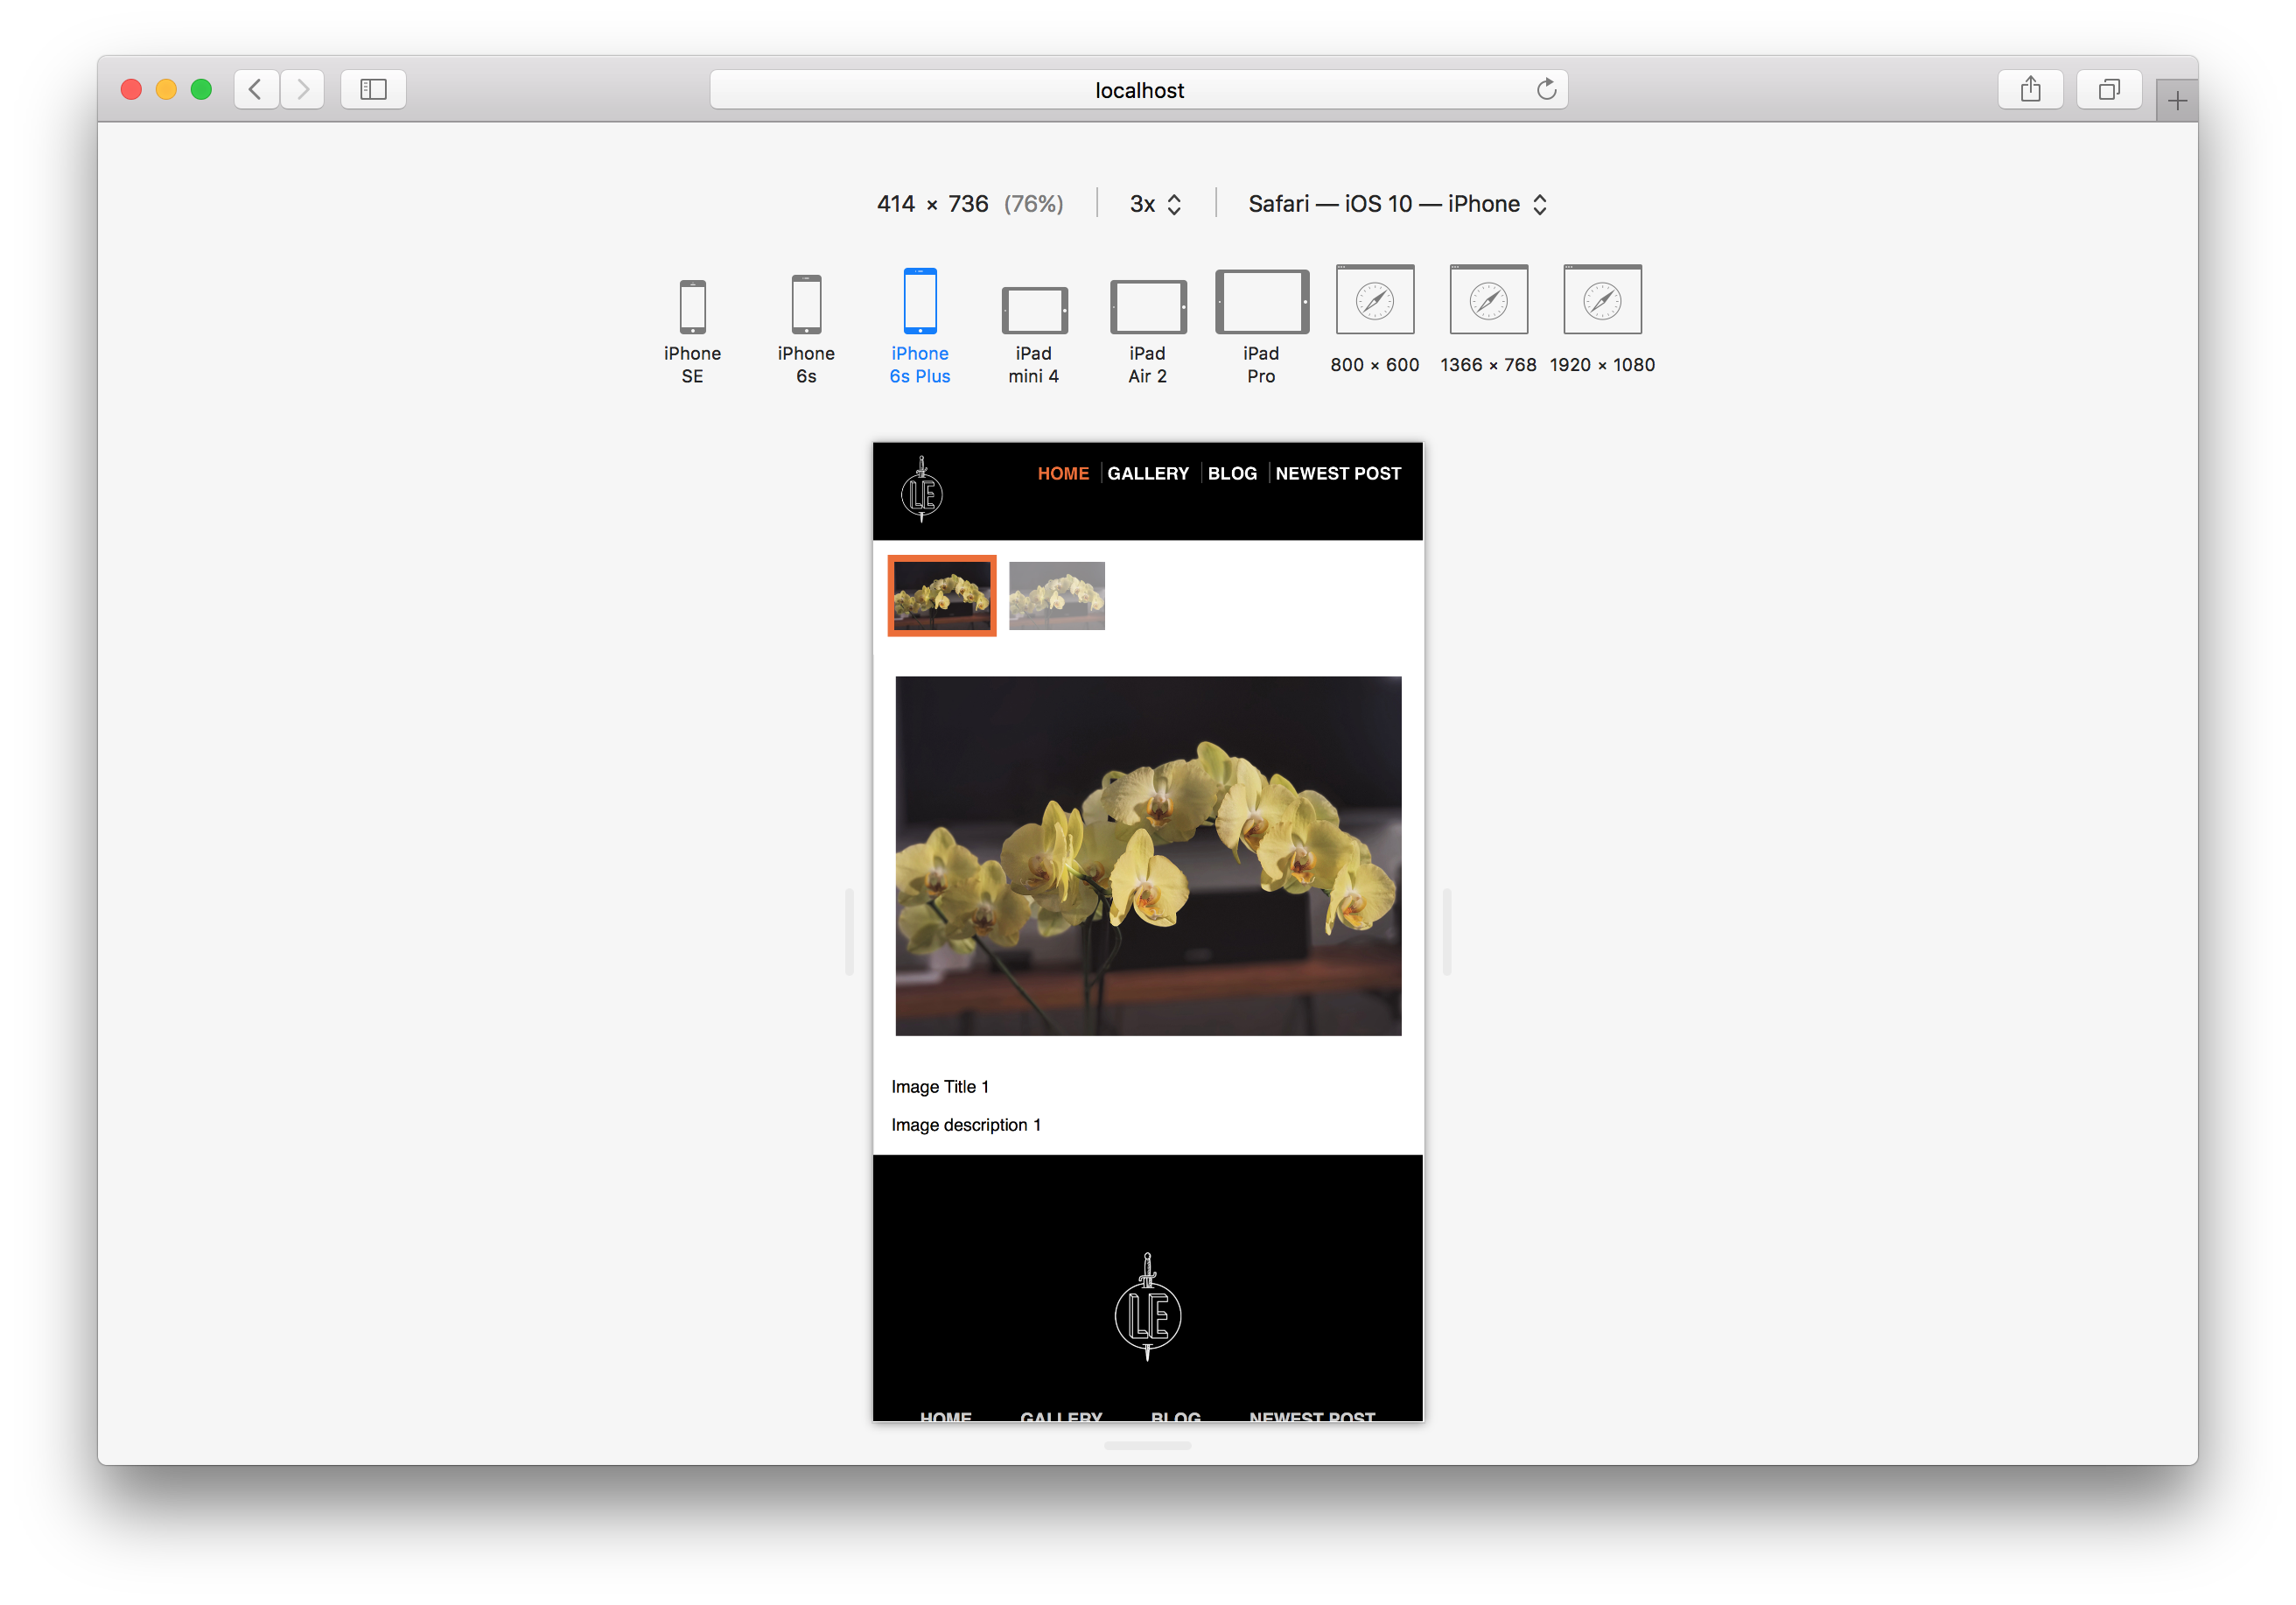 localhost
414 × 736 (76%) 3x Safari — iOS 10 — iPhone
iPhone SE
iPhone 6s
iPhone 6s Plus
iPad mini 4
iPad Air 2
iPad Pro
800 × 600
1366 × 768
1920 × 1080
LE
HOME GALLERY BLOG NEWEST POST
Image Title 1
Image description 1
LE
HOME GALLERY BLOG NEWEST POST